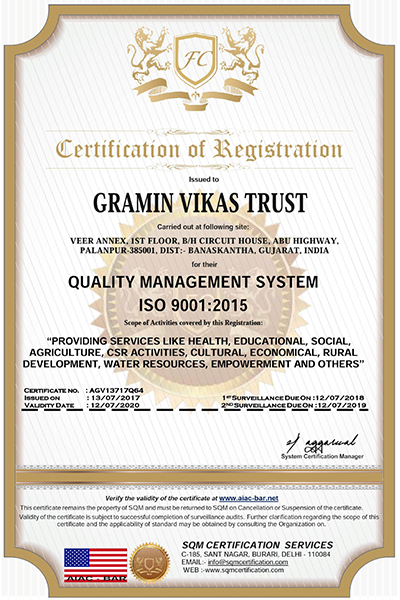 FC
Certification of Registration
Issued to
GRAMIN VIKAS TRUST
Carried out at following site:
VEER ANNEX, 1ST FLOOR, B/H CIRCUIT HOUSE, ABU HIGHWAY,
PALANPUR-385001, DIST:- BANASKANTHA, GUJARAT, INDIA
for their
QUALITY MANAGEMENT SYSTEM
ISO 9001:2015
Scope of Activities covered by this Registration:
“PROVIDING SERVICES LIKE HEALTH, EDUCATIONAL, SOCIAL,
AGRICULTURE, CSR ACTIVITIES, CULTURAL, ECONOMICAL, RURAL
DEVELOPMENT, WATER RESOURCES, EMPOWERMENT AND OTHERS”
CERTIFICATE NO. : AGV13717Q64
ISSUED ON : 13/07/2017 1ST SURVEILLANCE DUE ON :12/07/2018
VALIDITY DATE : 12/07/2020 2ND SURVEILLANCE DUE ON :12/07/2019
System Certification Manager
Verify the validity of the certificate at www.aiac-bar.net
This certificate remains the property of SQM and must be returned to SQM on Cancellation or Suspension of the certificate.
Validity of the certificate is subject to successful completion of surveillance audits. Further clarification regarding the scope of this
certificate and the applicability of standard may be obtained by consulting the Organization on.
SQM CERTIFICATION SERVICES
C-185, SANT NAGAR, BURARI, DELHI - 110084
EMAIL:- info@sqmcertification.com
WEB :-www.sqmcertification.com
AIAC - BAR